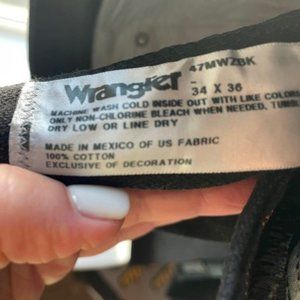 Wrangler
47MWZBK
-
34 X 36
MACHINE WASH COLD INSIDE OUT WITH LIKE COLORS
ONLY NON-CHLORINE BLEACH WHEN NEEDED, TUMBLE
DRY LOW OR LINE DRY
MADE IN MEXICO OF US FABRIC
100% COTTON
EXCLUSIVE OF DECORATION